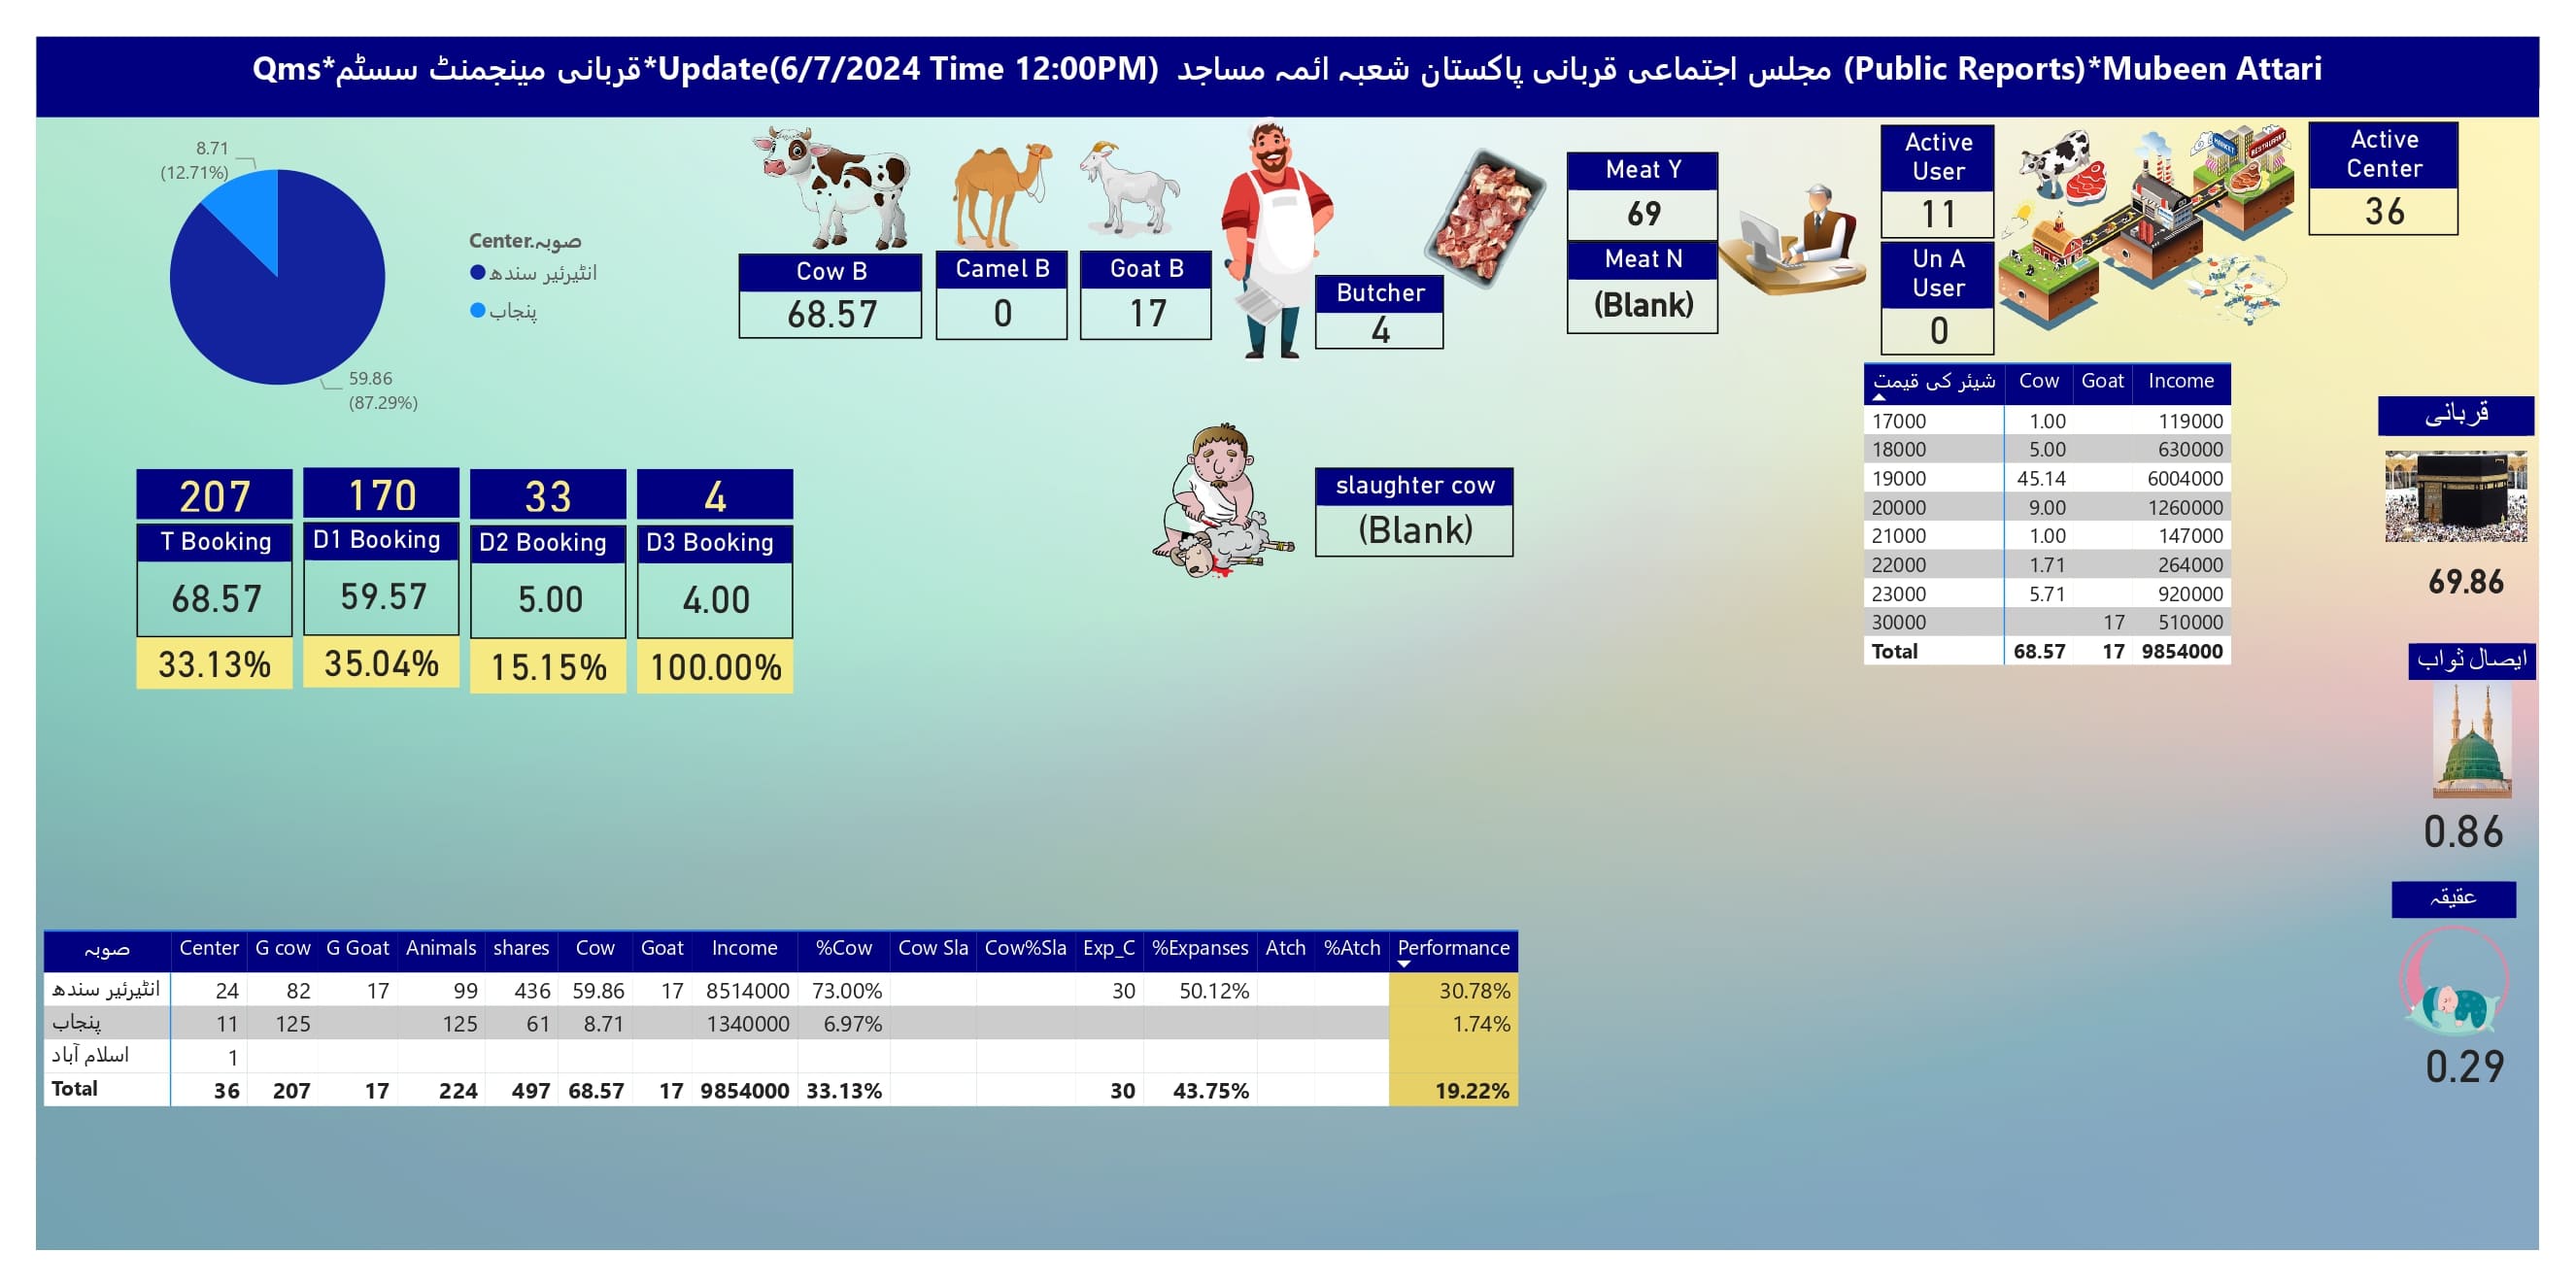 Qms*قربانی مینجمنٹ سسٹم*Update(6/7/2024 Time 12:00PM) مجلس اجتماعی قربانی پاکستان شعبہ ائمہ مساجد (Public Reports)*Mubeen Attari
8.71
(12.71%)
59.86
(87.29%)
Center.صوبہ
انٹیرئیر سندھ
پنجاب
Cow B
68.57
Camel B
0
Goat B
17
Butcher
4
Meat Y
69
Meat N
(Blank)
Active
User
11
Un A
User
0
MARKET
RESTAURANT
Active
Center
36
شیئر کی قیمت Cow Goat Income
17000 1.00 119000
18000 5.00 630000
19000 45.14 6004000
20000 9.00 1260000
21000 1.00 147000
22000 1.71 264000
23000 5.71 920000
30000 17 510000
Total 68.57 17 9854000
قربانی
69.86
ایصال ثواب
0.86
عقیقہ
0.29
207
T Booking
68.57
33.13%
170
D1 Booking
59.57
35.04%
33
D2 Booking
5.00
15.15%
4
D3 Booking
4.00
100.00%
slaughter cow
(Blank)
صوبہ Center G cow G Goat Animals shares Cow Goat Income %Cow Cow Sla Cow%Sla Exp_C %Expanses Atch %Atch Performance
انٹیرئیر سندھ 24 82 17 99 436 59.86 17 8514000 73.00% 30 50.12% 30.78%
پنجاب 11 125 125 61 8.71 1340000 6.97% 1.74%
اسلام آباد 1
Total 36 207 17 224 497 68.57 17 9854000 33.13% 30 43.75% 19.22%